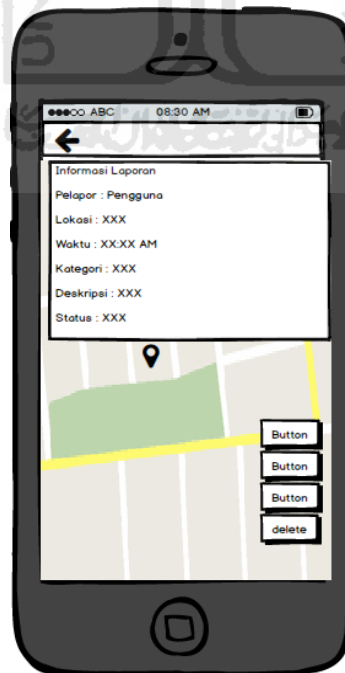 ABC 08:30 AM
Informasi Laporan
Pelapor : Pengguna
Lokasi : XXX
Waktu : XX:XX AM
Kategori : XXX
Deskripsi : XXX
Status : XXX
Button
Button
Button
delete